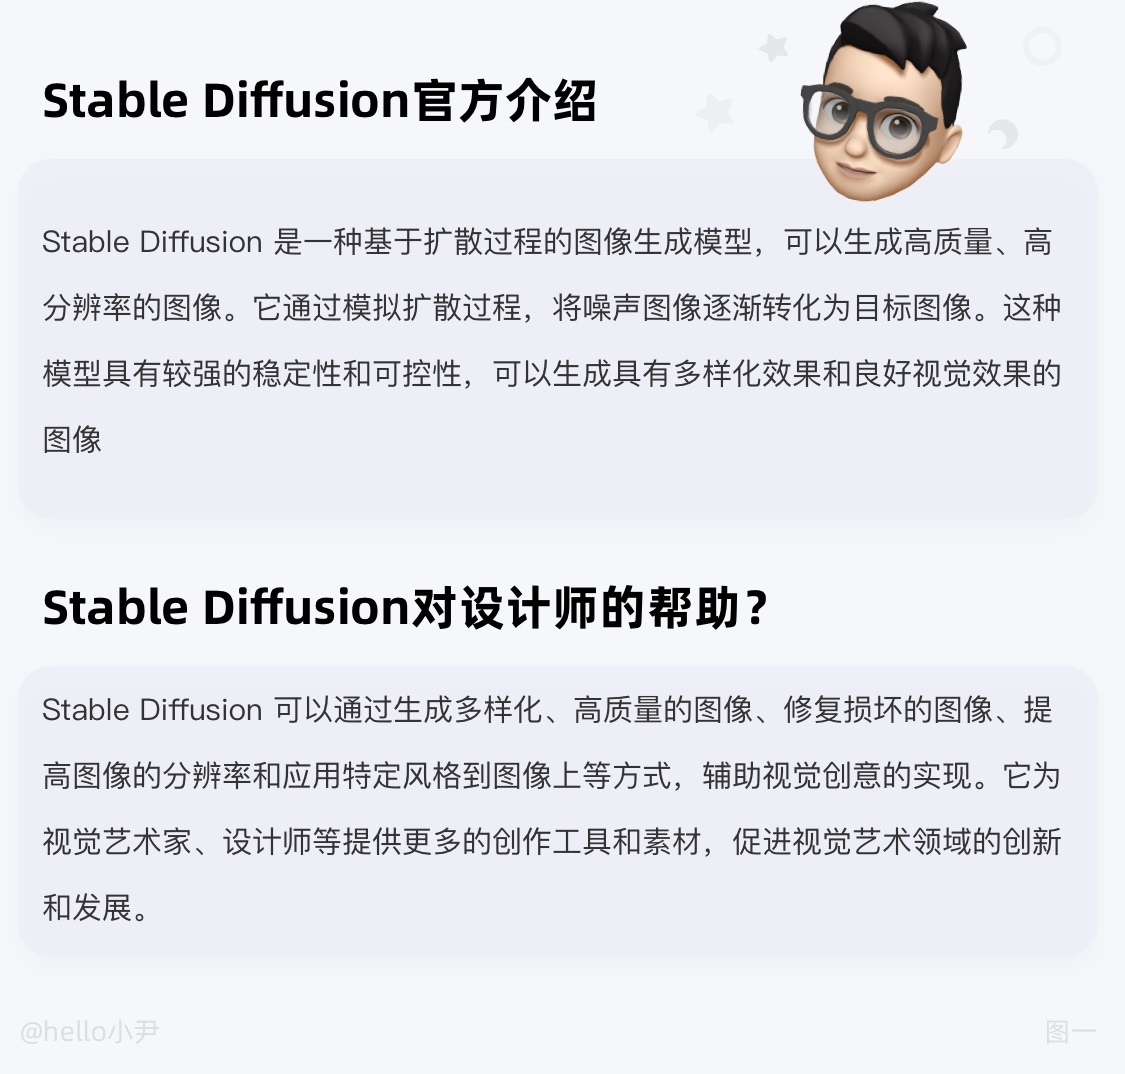 Stable Diffusion官方介绍
Stable Diffusion 是一种基于扩散过程的图像生成模型，可以生成高质量、高
分辨率的图像。它通过模拟扩散过程，将噪声图像逐渐转化为目标图像。这种
模型具有较强的稳定性和可控性，可以生成具有多样化效果和良好视觉效果的
图像
Stable Diffusion对设计师的帮助？
Stable Diffusion 可以通过生成多样化、高质量的图像、修复损坏的图像、提
高图像的分辨率和应用特定风格到图像上等方式，辅助视觉创意的实现。它为
视觉艺术家、设计师等提供更多的创作工具和素材，促进视觉艺术领域的创新
和发展。
@hello小尹
图一